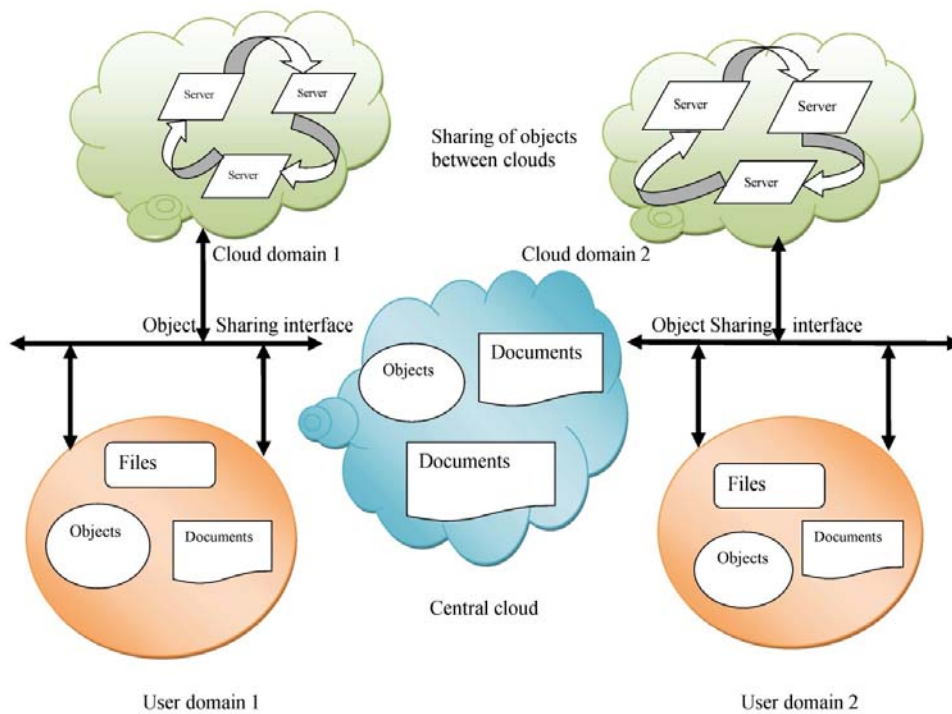 Server
Server
Server
Server
Server
Server
Sharing of objects
between clouds
Cloud domain 1
Cloud domain 2
Object Sharing interface
Object Sharing interface
Objects
Documents
Documents
Files
Objects
Documents
Files
Objects
Documents
Central cloud
User domain 1
User domain 2